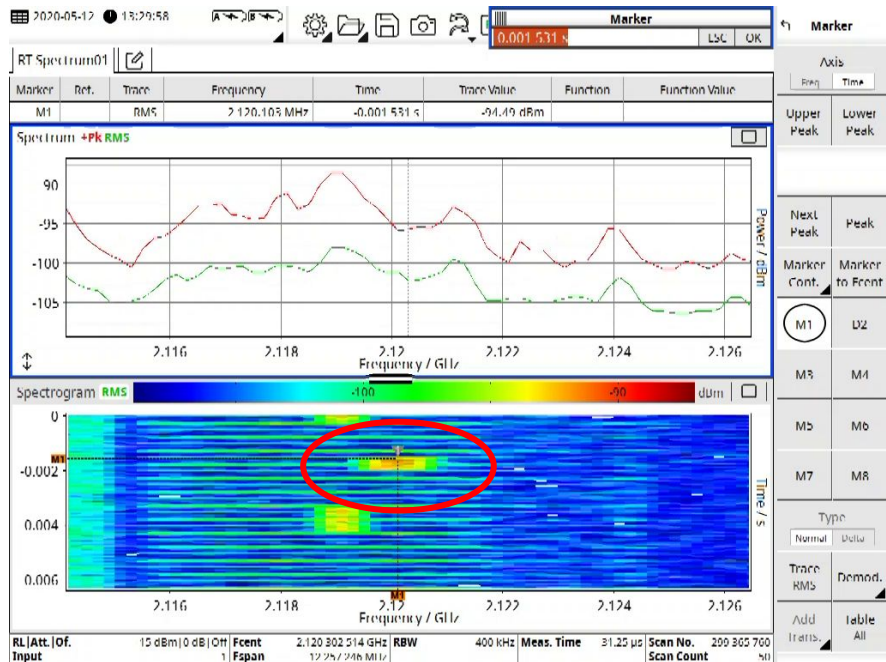 2020-05-12 13:29:58
Marker
0.001 531 s
ESC OK
Marker
RT Spectrum01
Axis
Freq Time
Marker Ref. Trace Frequency Time Trace Value Function Function Value
M1 RMS 2 120.103 MHz -0.001 531 s -94.49 dBm
Upper Peak
Lower Peak
Spectrum +Pk RMS
90
-95
-100
-105
Power / dBm
2.116 2.118 2.12 2.122 2.124 2.126
Frequency / GHz
Next Peak
Peak
Marker Cont.
Marker to Fcent
M1 D2
M3 M4
M5 M6
M7 M8
Spectrogram RMS -100 -90 dBm
0
M1
-0.002
0.004
0.006
Time / s
M1
2.116 2.118 2.12 2.122 2.124 2.126
Frequency / GHz
Type
Normal Delta
Trace RMS
Demod.
Add Trans.
Table All
RL|Att.|Of. 15 dBm|0 dB|Off Fcent 2.120 302 514 GHz RBW 400 kHz Meas. Time 31.25 µs Scan No. 299 365 760
Input 1 Fspan 12.257 246 MHz Scan Count 50